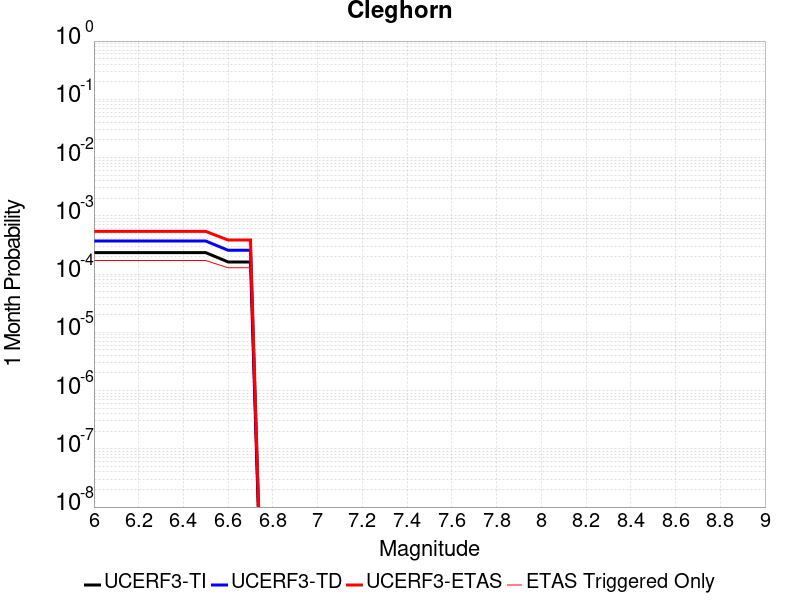 Cleghorn
10^0
10^-1
10^-2
10^-3
10^-4
10^-5
10^-6
10^-7
10^-8
1 Month Probability
6 6.2 6.4 6.6 6.8 7 7.2 7.4 7.6 7.8 8 8.2 8.4 8.6 8.8 9
Magnitude
UCERF3-TI UCERF3-TD UCERF3-ETAS ETAS Triggered Only